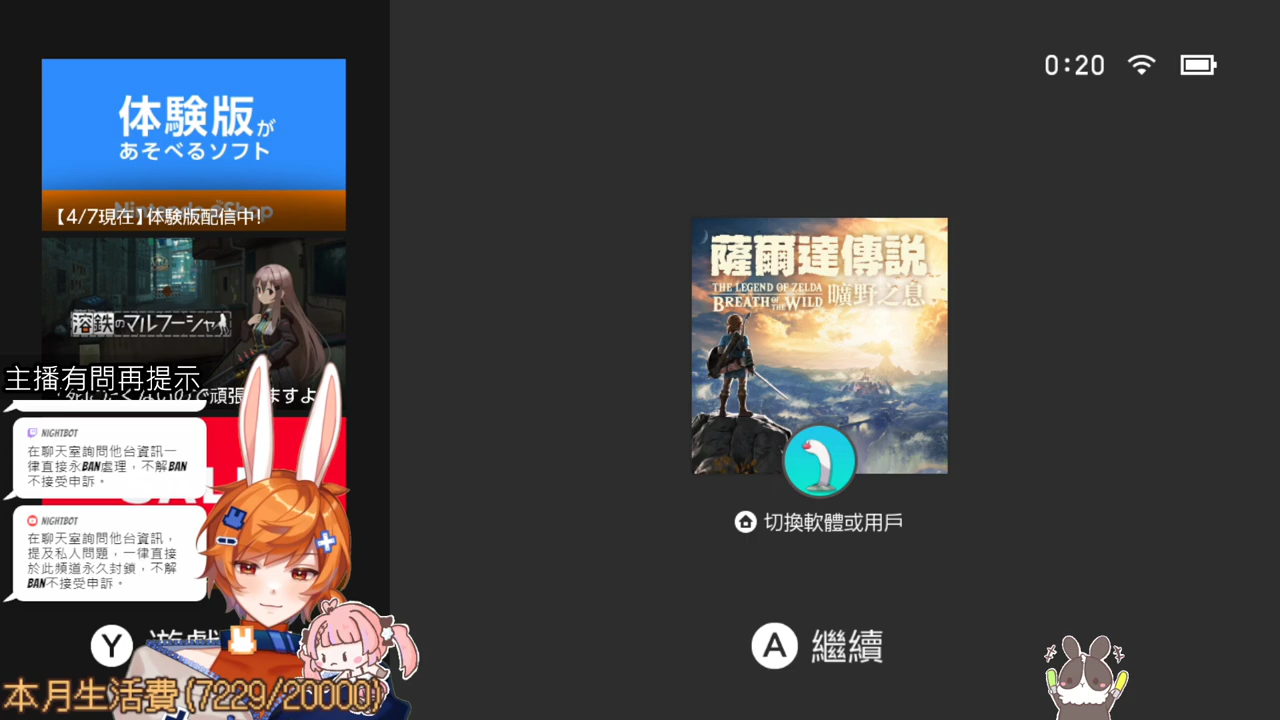 0:20
体験版が
あそべるソフト
Nintendo eShop
【4/7現在】体験版配信中!
溶鉄のマルフーシャ
薩爾達傳說
THE LEGEND OF ZELDA
BREATH OF THE WILD
曠野之息
主播有問再提示
NIGHTBOT
在聊天室詢問他台資訊一
律直接永BAN處理，不解BAN
不接受申訴。
NIGHTBOT
在聊天室詢問他台資訊，
提及私人問題，一律直接
於此頻道永久封鎖，不解
BAN不接受申訴。
切換軟體或用戶
Y
A 繼續
本月生活費(7229/20000)